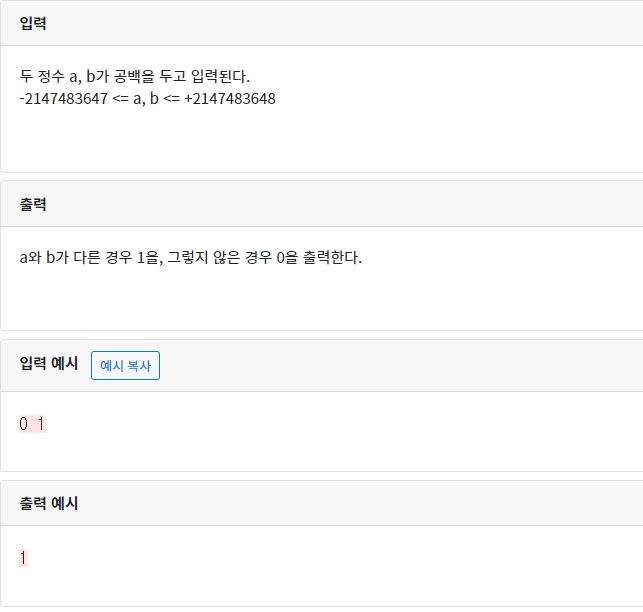 입력
두 정수 a, b가 공백을 두고 입력된다.
-2147483647 <= a, b <= +2147483648
출력
a와 b가 다른 경우 1을, 그렇지 않은 경우 0을 출력한다.
입력 예시 예시 복사
0 1
출력 예시
1